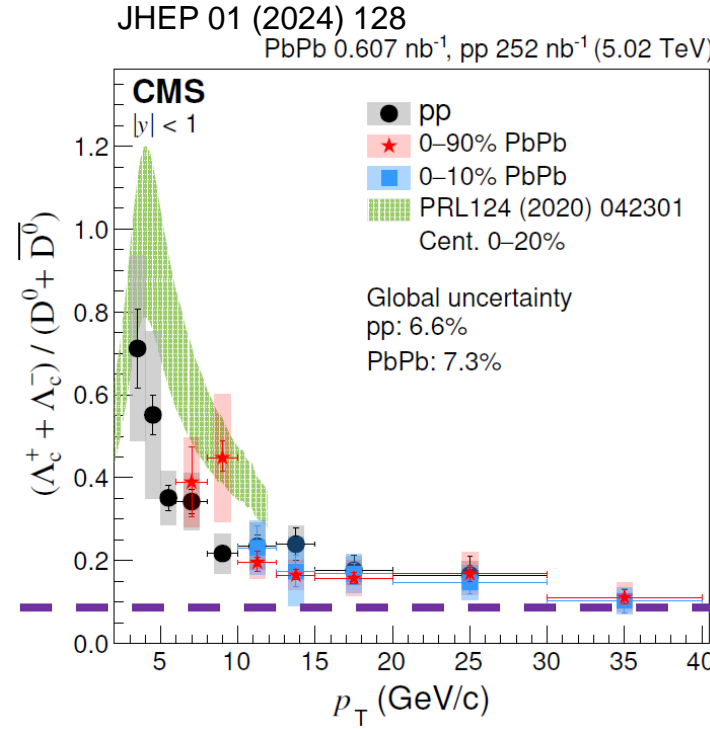 JHEP 01 (2024) 128
PbPb 0.607 nb⁻¹, pp 252 nb⁻¹ (5.02 TeV)
CMS
|y| < 1
pp
0–90% PbPb
0–10% PbPb
PRL124 (2020) 042301
Cent. 0–20%
Global uncertainty
pp: 6.6%
PbPb: 7.3%
(Λ_c⁺ + Λ_c⁻) / (D⁰ + D̅⁰)
1.2
1.0
0.8
0.6
0.4
0.2
0.0
5 10 15 20 25 30 35 40
p_T (GeV/c)